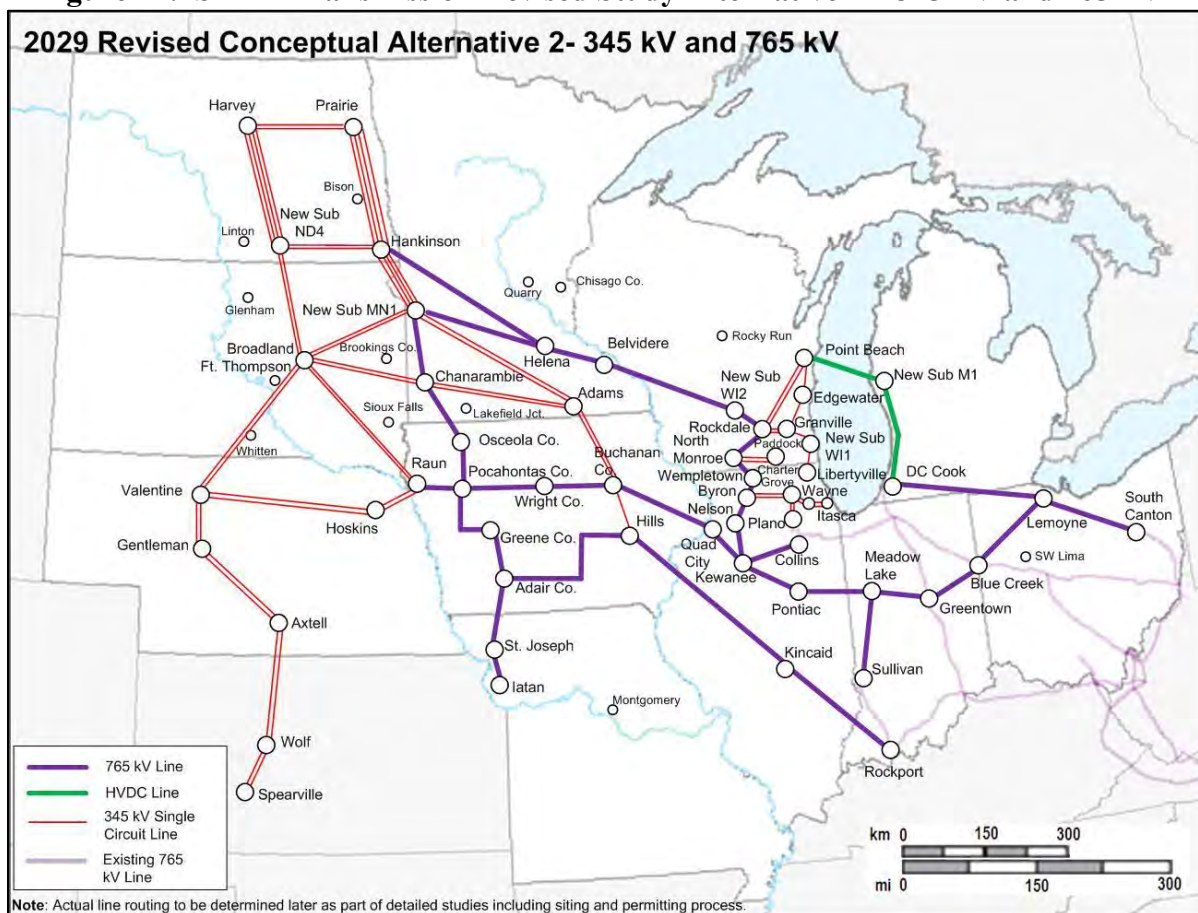 2029 Revised Conceptual Alternative 2- 345 kV and 765 kV
Harvey
Prairie
Bison
New Sub
ND4
Linton
Hankinson
Quarry
Chisago Co.
Glenham
New Sub MN1
Rocky Run
Belvidere
Point Beach
Broadland
Brookings Co.
Helena
Ft. Thompson
Chanarambie
New Sub
WI2
Edgewater
New Sub M1
Adams
Sioux Falls
Lakefield Jct.
Rockdale
Granville
Whitten
Osceola Co.
Buchanan
Co.
North
Monroe
Paddock
New Sub
WI1
Raun
Pocahontas Co.
Wempletown
Charter
Grove
Libertyville
DC Cook
Valentine
Wright Co.
Byron
Wayne
Hoskins
Nelson
Plano
Itasca
South
Canton
Lemoyne
Gentleman
Greene Co.
Hills
Quad
City
Collins
Meadow
Lake
SW Lima
Kewanee
Blue Creek
Adair Co.
Pontiac
Greentown
Axtell
St. Joseph
Kincaid
Sullivan
Iatan
Montgomery
Wolf
Rockport
Spearville
765 kV Line
HVDC Line
345 kV Single
Circuit Line
Existing 765
kV Line
km 0 150 300
mi 0 150 300
Note: Actual line routing to be determined later as part of detailed studies including siting and permitting process.